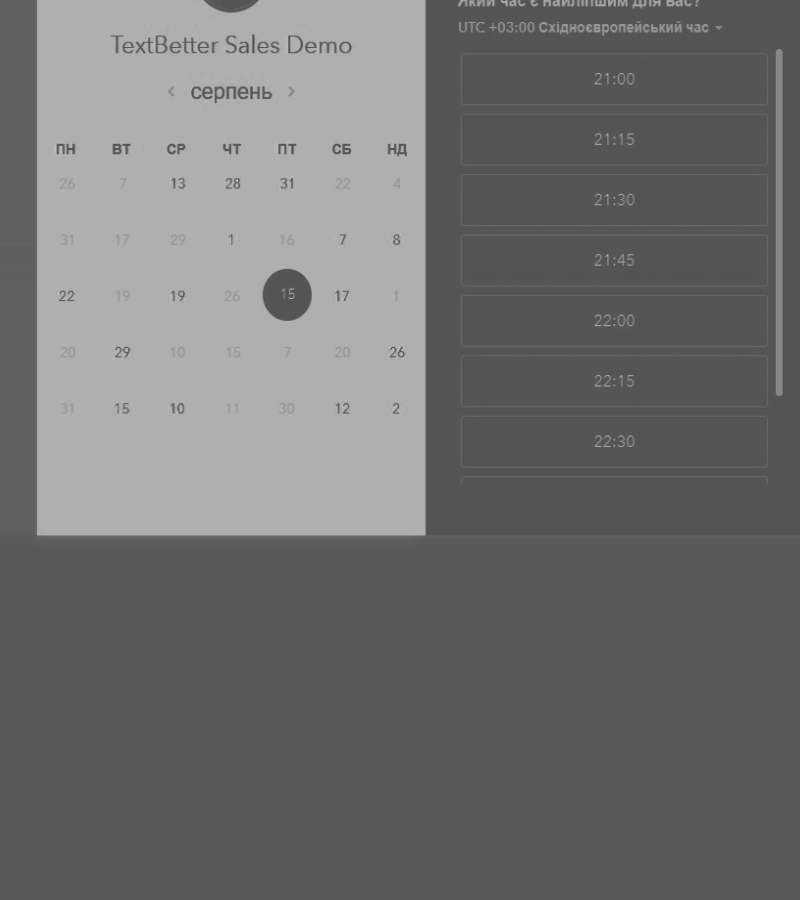 TextBetter Sales Demo
‹ серпень ›
ПН ВТ СР ЧТ ПТ СБ НД
26 7 13 28 31 22 4
31 17 29 1 16 7 8
22 19 19 26 15 17 1
20 29 10 15 7 20 26
31 15 10 11 30 12 2
Який час є найліпшим для вас?
UTC +03:00 Східноєвропейський час
21:00
21:15
21:30
21:45
22:00
22:15
22:30